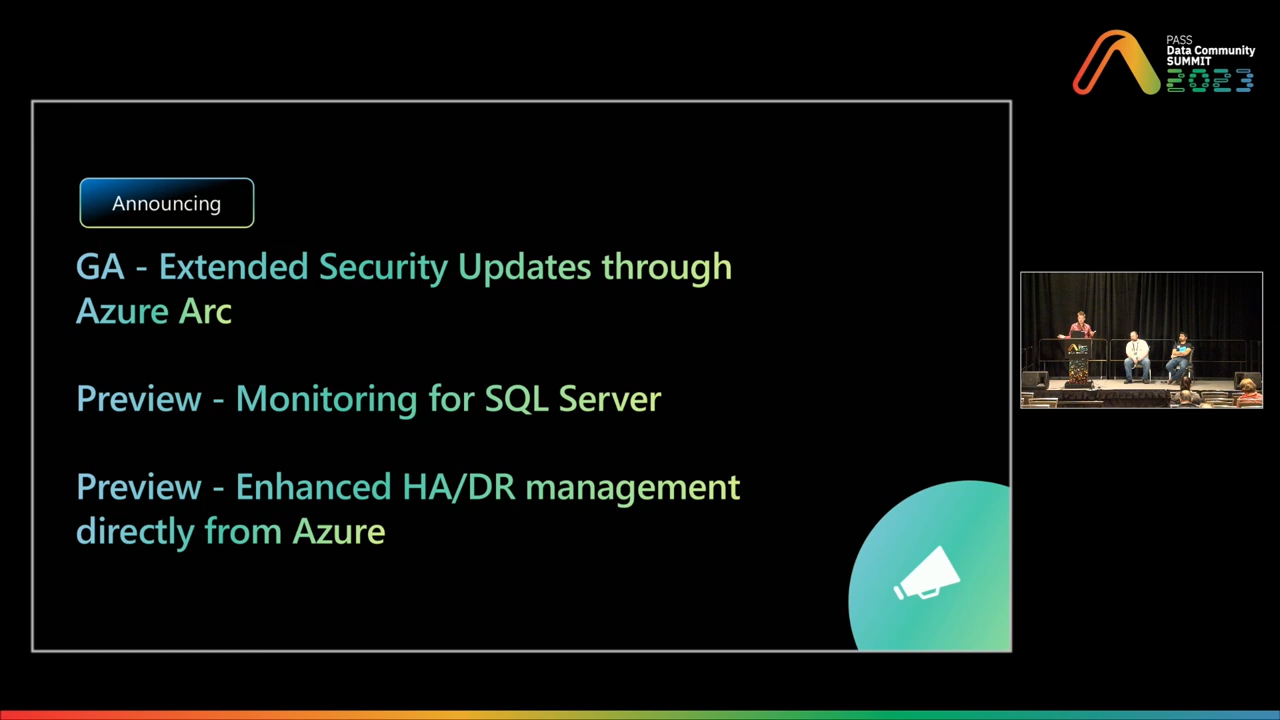 PASS
Data Community
SUMMIT
2023
Announcing
GA - Extended Security Updates through
Azure Arc
Preview - Monitoring for SQL Server
Preview - Enhanced HA/DR management
directly from Azure